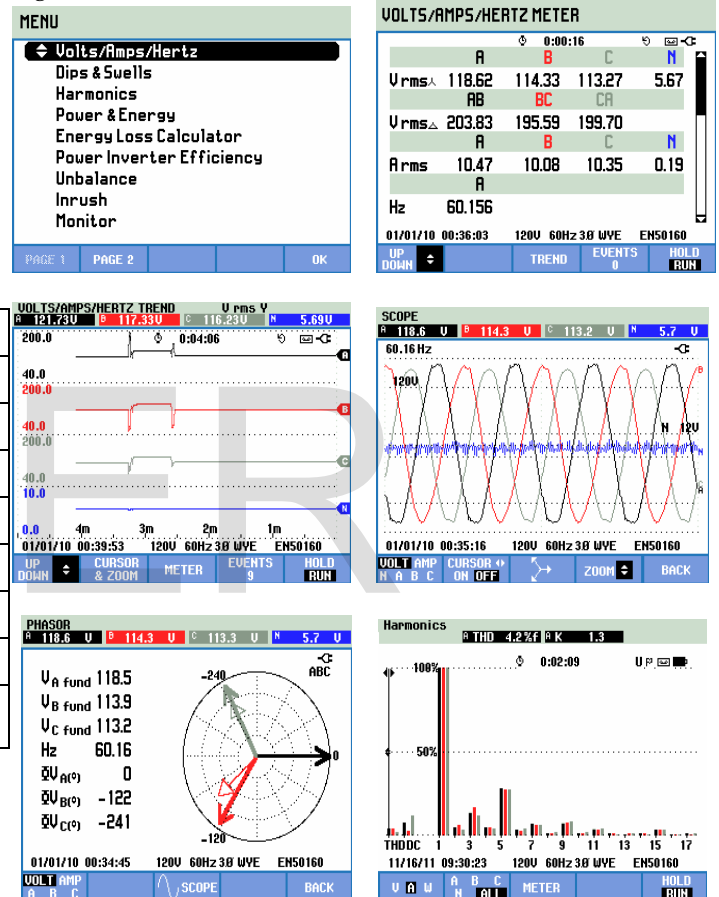 MENU
Volts/Amps/Hertz
Dips & Swells
Harmonics
Power & Energy
Energy Loss Calculator
Power Inverter Efficiency
Unbalance
Inrush
Monitor
PAGE 1 PAGE 2 OK
VOLTS/AMPS/HERTZ METER
0:00:16
A B C N
Vrms⅄ 118.62 114.33 113.27 5.67
AB BC CA
Vrms△ 203.83 195.59 199.70
A B C N
Arms 10.47 10.08 10.35 0.19
A
Hz 60.156
01/01/10 00:36:03 120V 60Hz 3Ø WYE EN50160
UP DOWN TREND EVENTS 0 HOLD RUN
VOLTS/AMPS/HERTZ TREND U rms Y
A 121.73U B 117.33U C 116.23U N 5.69U
200.0 0:04:06
A
40.0
200.0
B
40.0
200.0
C
40.0
10.0
N
0.0 4m 3m 2m 1m
01/01/10 00:39:53 120V 60Hz 3Ø WYE EN50160
UP DOWN CURSOR & ZOOM METER EVENTS 9 HOLD RUN
SCOPE
A 118.6 U B 114.3 U C 113.2 U N 5.7 U
60.16 Hz
120V B
N 12V
N
C
A
01/01/10 00:35:16 120V 60Hz 3Ø WYE EN50160
VOLT AMP CURSOR ZOOM BACK
N A B C ON OFF
PHASOR
A 118.6 U B 114.3 U C 113.3 U N 5.7 U
ABC
VA fund 118.5
VB fund 113.9
VC fund 113.2
Hz 60.16
ΦVA(°) 0
ΦVB(°) -122
ΦVC(°) -241
-240
0
-120
01/01/10 00:34:45 120V 60Hz 3Ø WYE EN50160
VOLT AMP SCOPE BACK
A B C
Harmonics
A THD 4.2%f A K 1.3
0:02:09
100%
50%
THDDC 1 3 5 7 9 11 13 15 17
11/16/11 09:30:23 120V 60Hz 3Ø WYE EN50160
V A W A B C N ALL METER HOLD RUN
ER